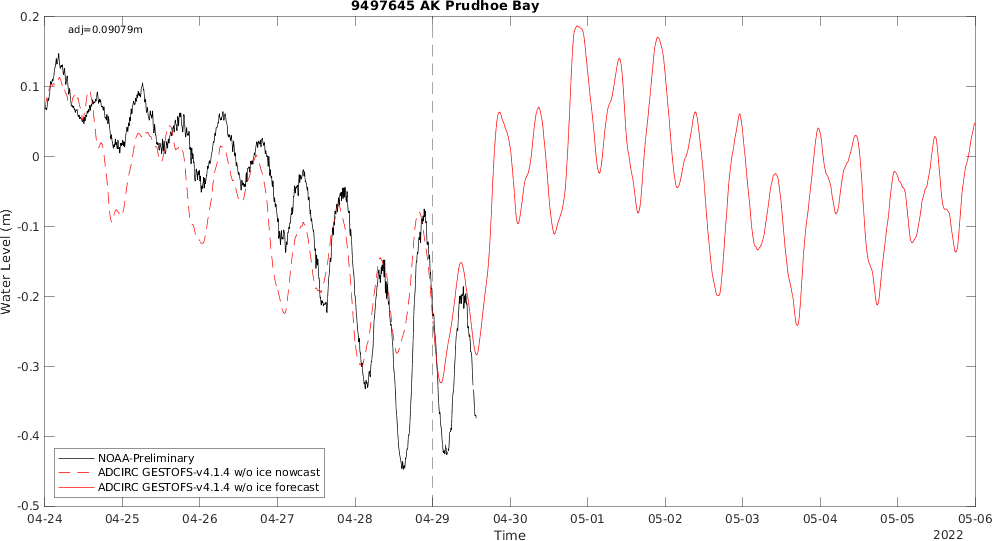 9497645 AK Prudhoe Bay
adj=0.09079m
Water Level (m)
0.2
0.1
0
-0.1
-0.2
-0.3
-0.4
-0.5
NOAA-Preliminary
ADCIRC GESTOFS-v4.1.4 w/o ice nowcast
ADCIRC GESTOFS-v4.1.4 w/o ice forecast
04-24 04-25 04-26 04-27 04-28 04-29 04-30 05-01 05-02 05-03 05-04 05-05 05-06
Time
2022